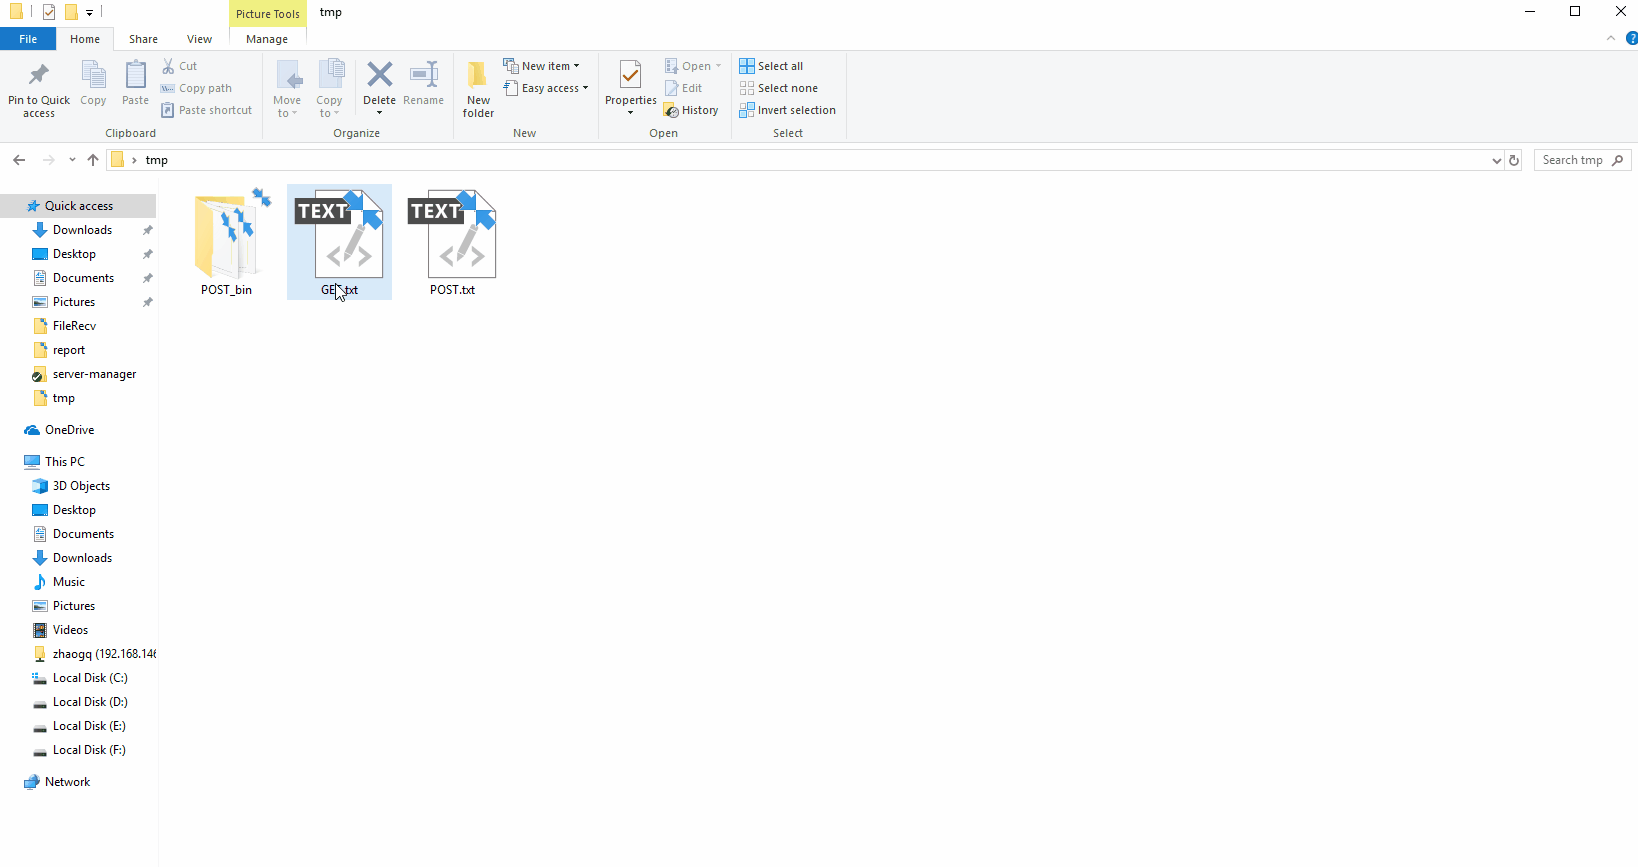 Picture Tools tmp
File Home Share View Manage
Pin to Quick access
Copy
Paste
Cut
Copy path
Paste shortcut
Clipboard
Move to
Copy to
Delete
Rename
Organize
New folder
New item
Easy access
New
Properties
Open
Edit
History
Open
Select all
Select none
Invert selection
Select
tmp
Search tmp
Quick access
Downloads
Desktop
Documents
Pictures
FileRecv
report
server-manager
tmp
OneDrive
This PC
3D Objects
Desktop
Documents
Downloads
Music
Pictures
Videos
zhaogq (192.168.146
Local Disk (C:)
Local Disk (D:)
Local Disk (E:)
Local Disk (F:)
Network
TEXT
TEXT
POST_bin
GET.txt
POST.txt